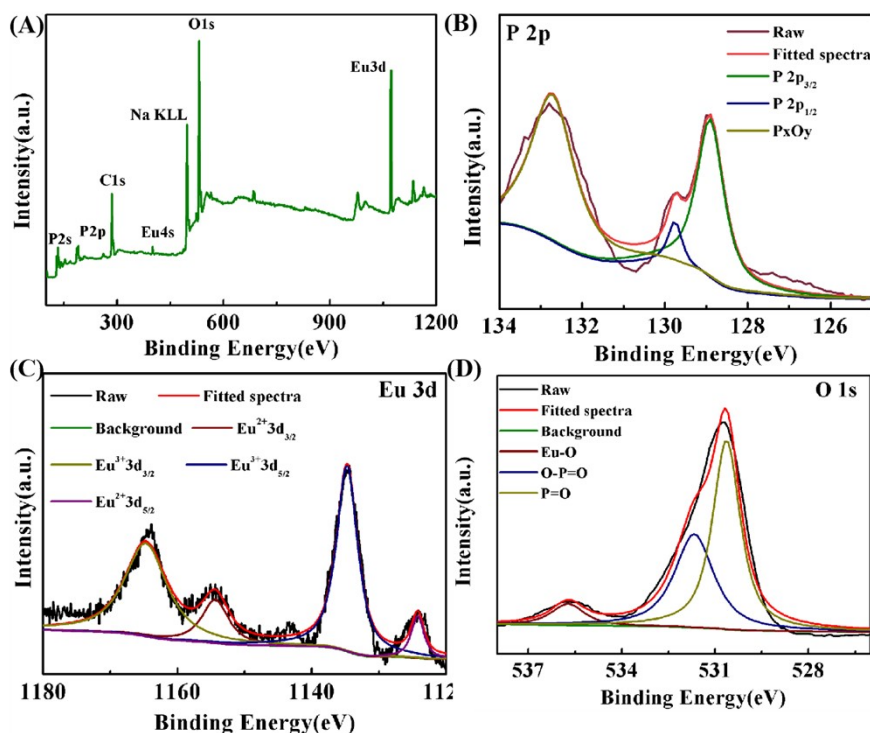 (A)
O1s
Eu3d
Na KLL
C1s
P2s
P2p
Eu4s
Intensity(a.u.)
300 600 900 1200
Binding Energy(eV)
(B)
P 2p
Raw
Fitted spectra
P 2p3/2
P 2p1/2
PxOy
Intensity(a.u.)
134 132 130 128 126
Binding Energy(eV)
(C)
Eu 3d
Raw Fitted spectra
Background Eu2+3d3/2
Eu3+3d3/2 Eu3+3d5/2
Eu2+3d5/2
Intensity(a.u.)
1180 1160 1140 112
Binding Energy(eV)
(D)
O 1s
Raw
Fitted spectra
Background
Eu-O
O-P=O
P=O
Intensity(a.u.)
537 534 531 528
Binding Energy(eV)